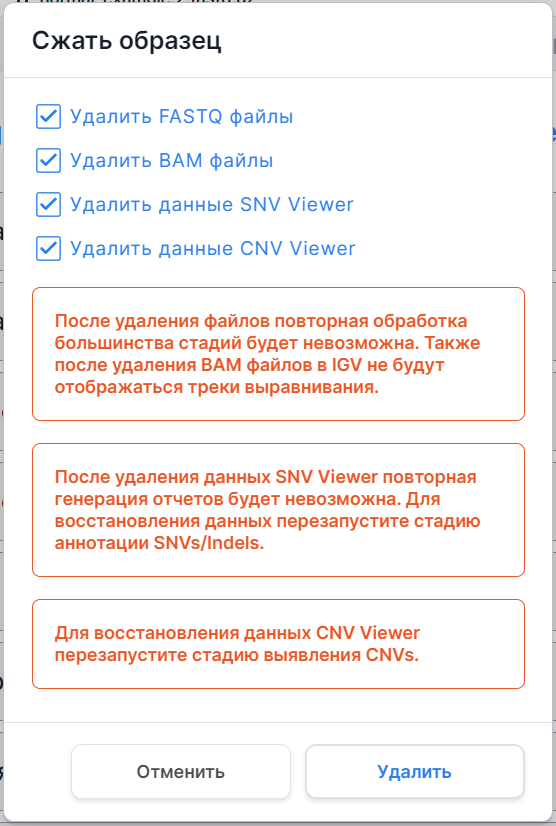 Сжать образец
Удалить FASTQ файлы
Удалить BAM файлы
Удалить данные SNV Viewer
Удалить данные CNV Viewer
После удаления файлов повторная обработка
большинства стадий будет невозможна. Также
после удаления BAM файлов в IGV не будут
отображаться треки выравнивания.
После удаления данных SNV Viewer повторная
генерация отчетов будет невозможна. Для
восстановления данных перезапустите стадию
аннотации SNVs/Indels.
Для восстановления данных CNV Viewer
перезапустите стадию выявления CNVs.
Отменить
Удалить